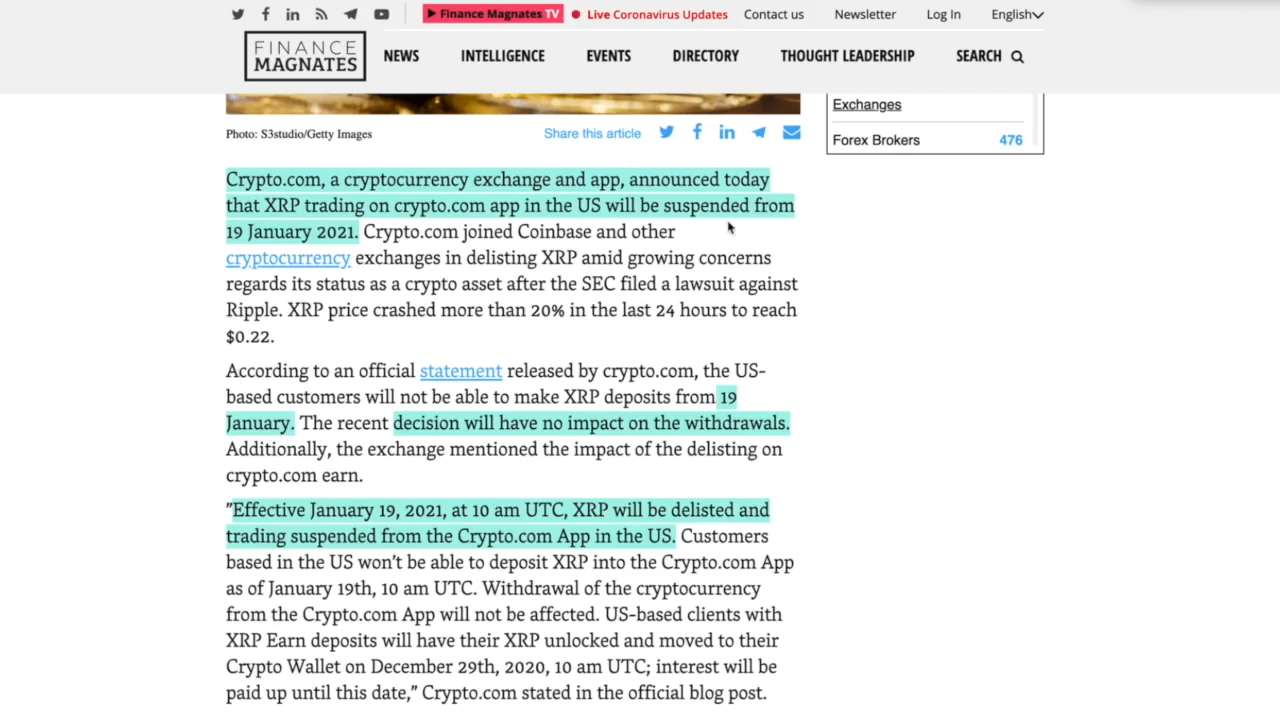 Finance Magnates TV
Live Coronavirus Updates
Contact us
Newsletter
Log In
English
FINANCE
MAGNATES
NEWS
INTELLIGENCE
EVENTS
DIRECTORY
THOUGHT LEADERSHIP
SEARCH
Exchanges
Forex Brokers 476
Photo: S3studio/Getty Images
Share this article
Crypto.com, a cryptocurrency exchange and app, announced today
that XRP trading on crypto.com app in the US will be suspended from
19 January 2021. Crypto.com joined Coinbase and other
cryptocurrency exchanges in delisting XRP amid growing concerns
regards its status as a crypto asset after the SEC filed a lawsuit against
Ripple. XRP price crashed more than 20% in the last 24 hours to reach
$0.22.
According to an official statement released by crypto.com, the US-
based customers will not be able to make XRP deposits from 19
January. The recent decision will have no impact on the withdrawals.
Additionally, the exchange mentioned the impact of the delisting on
crypto.com earn.
”Effective January 19, 2021, at 10 am UTC, XRP will be delisted and
trading suspended from the Crypto.com App in the US. Customers
based in the US won’t be able to deposit XRP into the Crypto.com App
as of January 19th, 10 am UTC. Withdrawal of the cryptocurrency
from the Crypto.com App will not be affected. US-based clients with
XRP Earn deposits will have their XRP unlocked and moved to their
Crypto Wallet on December 29th, 2020, 10 am UTC; interest will be
paid up until this date,” Crypto.com stated in the official blog post.